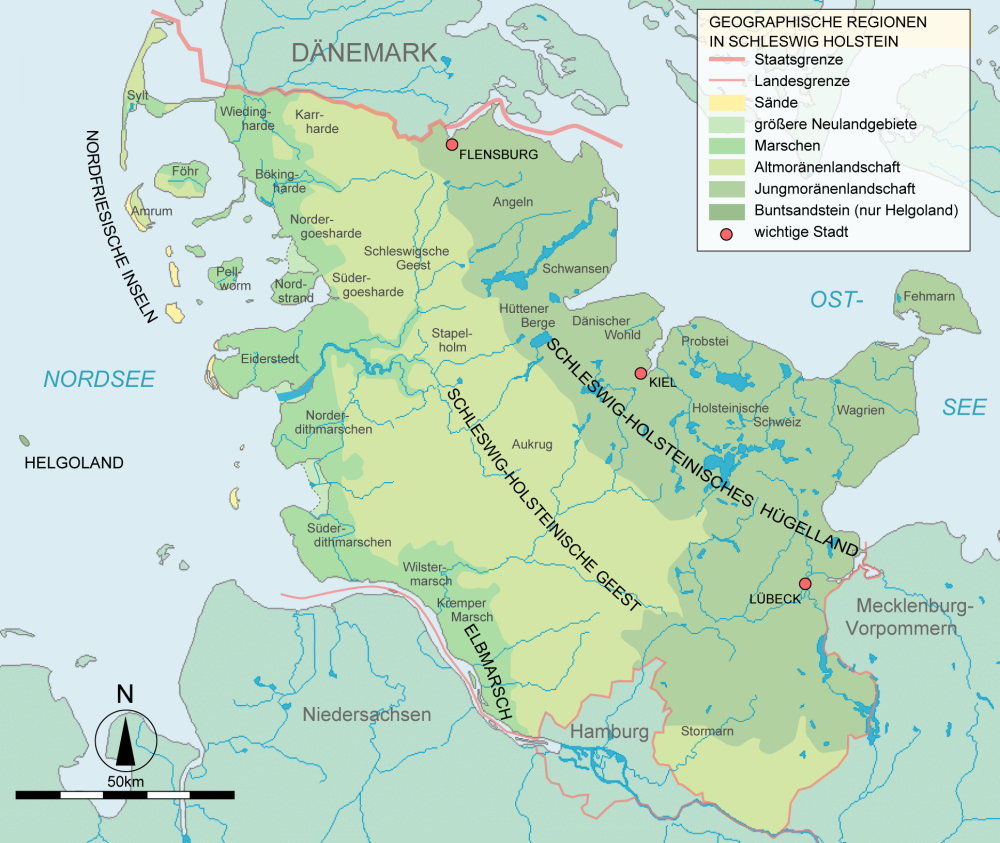 GEOGRAPHISCHE REGIONEN
IN SCHLESWIG HOLSTEIN
Staatsgrenze
Landesgrenze
Sände
größere Neulandgebiete
Marschen
Altmoränenlandschaft
Jungmoränenlandschaft
Buntsandstein (nur Helgoland)
wichtige Stadt
DÄNEMARK
Sylt
Wieding-
harde
Karr-
harde
FLENSBURG
NORDFRIESISCHE INSELN
Föhr
Böking-
harde
Amrum
Angeln
Norder-
goesharde
Schleswigsche
Geest
Schwansen
Pell-
worm
Nord-
strand
Süder-
goesharde
Hüttener
Berge
Dänischer
Wohld
OST-
Fehmarn
Stapel-
holm
Probstei
Eiderstedt
NORDSEE
KIEL
SEE
SCHLESWIG-HOLSTEINISCHES HÜGELLAND
Holsteinische
Schweiz
Wagrien
Norder-
dithmarschen
SCHLESWIG-HOLSTEINISCHE GEEST
Aukrug
HELGOLAND
Süder-
dithmarschen
Wilster-
marsch
Kremper
Marsch
ELBMARSCH
LÜBECK
Mecklenburg-
Vorpommern
Niedersachsen
Hamburg
Stormarn
N
50km